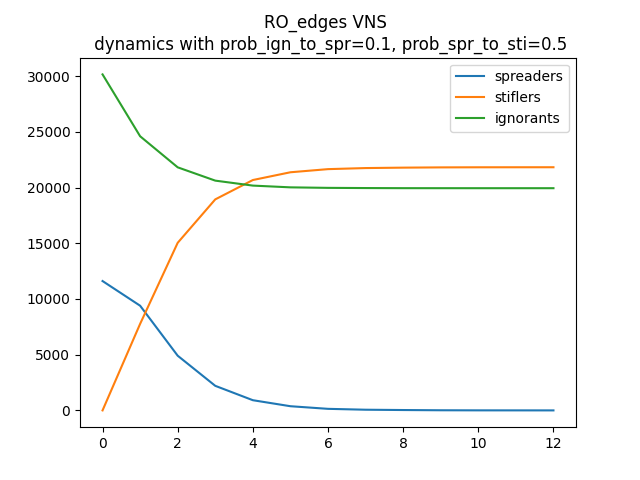 RO_edges VNS
dynamics with prob_ign_to_spr=0.1, prob_spr_to_sti=0.5
spreaders
stiflers
ignorants
30000
25000
20000
15000
10000
5000
0
0 2 4 6 8 10 12